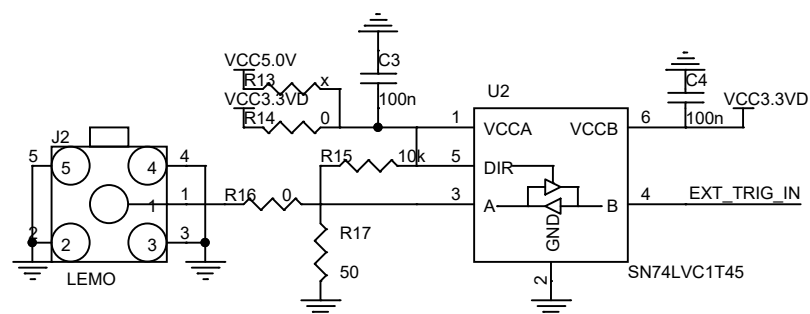 VCC5.0V
R13 x
VCC3.3VD
R14 0
C3
100n
U2
C4
100n
VCC3.3VD
1 VCCA VCCB 6
5 DIR
3 A B 4
GND
2
SN74LVC1T45
EXT_TRIG_IN
R15 10k
R16 0
R17
50
J2
5 5 4 4
1 1
2 2 3 3
LEMO